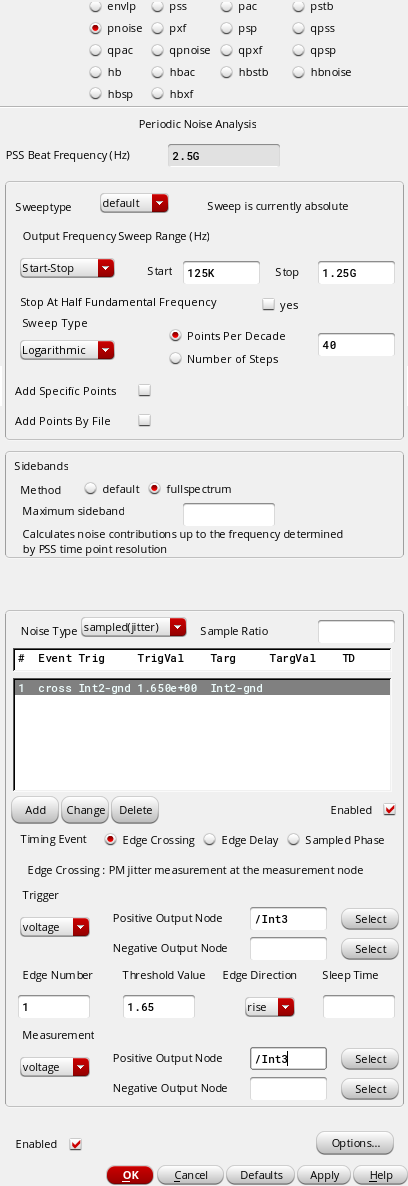 envlp pss pac pstb
pnoise pxf psp qpss
qpac qpnoise qpxf qpsp
hb hbac hbstb hbnoise
hbsp hbxf
Periodic Noise Analysis
PSS Beat Frequency (Hz) 2.5G
Sweeptype default Sweep is currently absolute
Output Frequency Sweep Range (Hz)
Start-Stop Start 125K Stop 1.25G
Stop At Half Fundamental Frequency yes
Sweep Type
Logarithmic Points Per Decade 40
Number of Steps
Add Specific Points
Add Points By File
Sidebands
Method default fullspectrum
Maximum sideband
Calculates noise contributions up to the frequency determined
by PSS time point resolution
Noise Type sampled(jitter) Sample Ratio
# Event Trig TrigVal Targ TargVal TD
1 cross Int2-gnd 1.650e+00 Int2-gnd
Add Change Delete Enabled
Timing Event Edge Crossing Edge Delay Sampled Phase
Edge Crossing : PM jitter measurement at the measurement node
Trigger
voltage Positive Output Node /Int3 Select
Negative Output Node Select
Edge Number Threshold Value Edge Direction Sleep Time
1 1.65 rise
Measurement
voltage Positive Output Node /Int3 Select
Negative Output Node Select
Enabled Options...
OK Cancel Defaults Apply Help